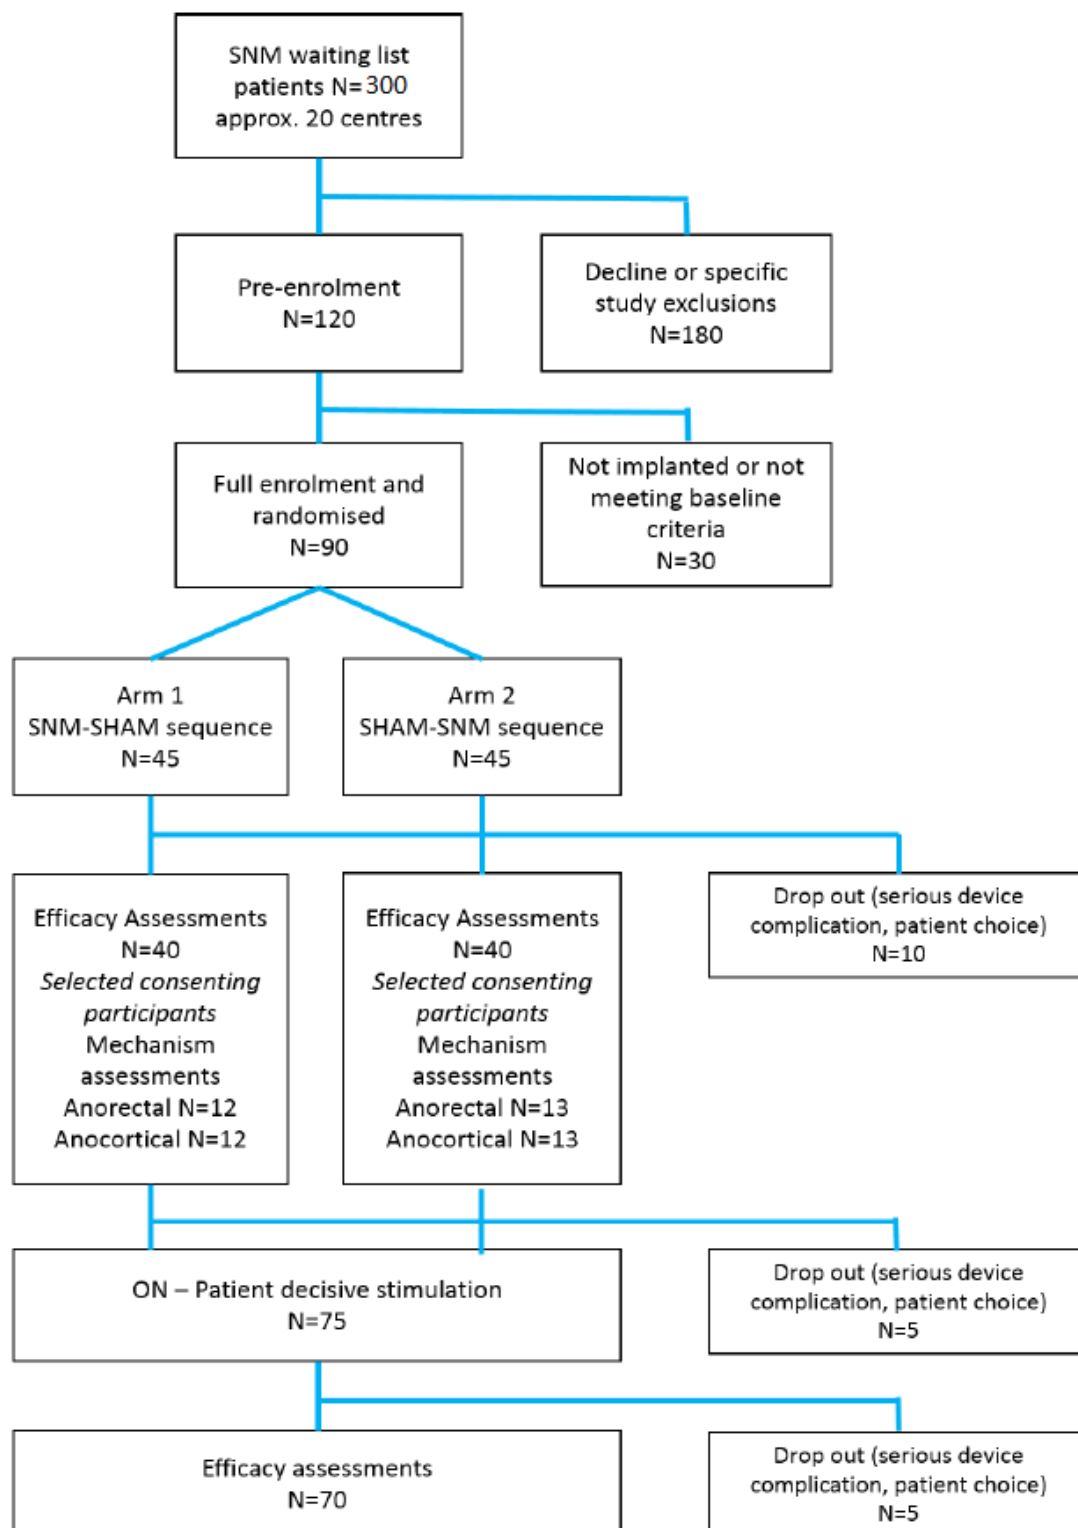 SNM waiting list
patients N=300
approx. 20 centres
Pre-enrolment
N=120
Decline or specific
study exclusions
N=180
Full enrolment and
randomised
N=90
Not implanted or not
meeting baseline
criteria
N=30
Arm 1
SNM-SHAM sequence
N=45
Arm 2
SHAM-SNM sequence
N=45
Efficacy Assessments
N=40
Selected consenting
participants
Mechanism
assessments
Anorectal N=12
Anocortical N=12
Efficacy Assessments
N=40
Selected consenting
participants
Mechanism
assessments
Anorectal N=13
Anocortical N=13
Drop out (serious device
complication, patient choice)
N=10
ON – Patient decisive stimulation
N=75
Drop out (serious device
complication, patient choice)
N=5
Efficacy assessments
N=70
Drop out (serious device
complication, patient choice)
N=5